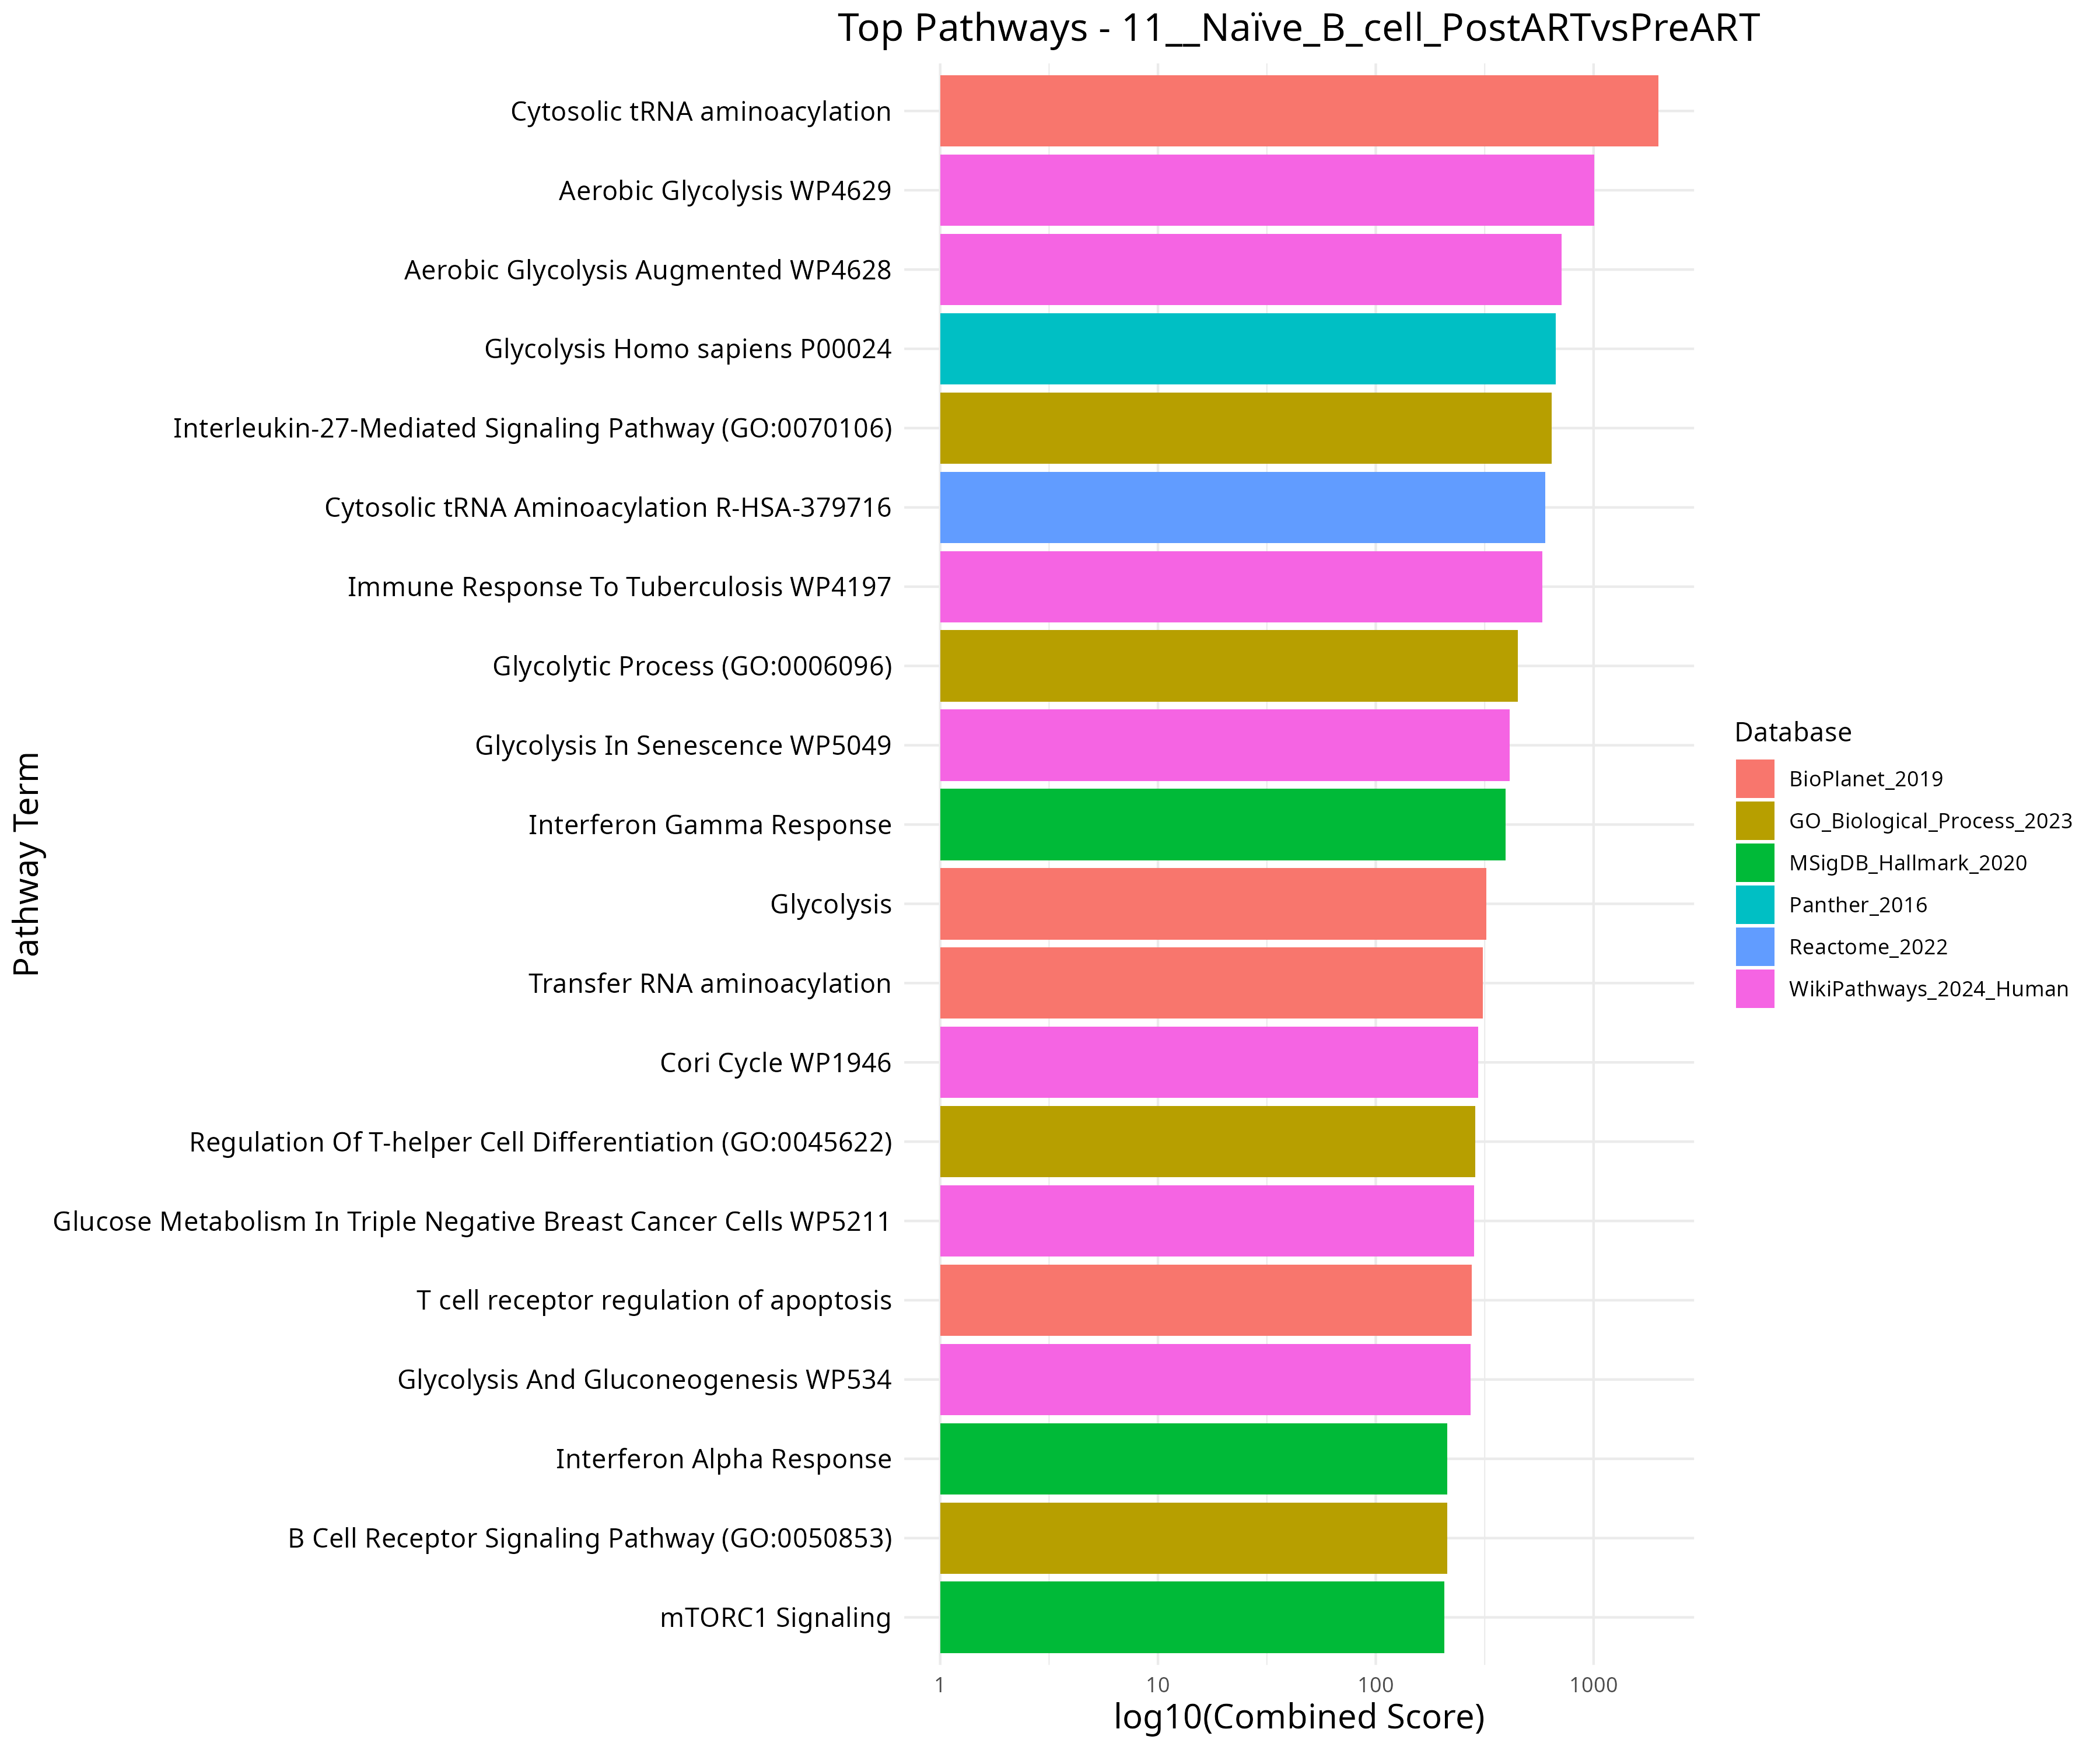 Top Pathways - 11__Naïve_B_cell_PostARTvsPreART
Pathway Term
Cytosolic tRNA aminoacylation
Aerobic Glycolysis WP4629
Aerobic Glycolysis Augmented WP4628
Glycolysis Homo sapiens P00024
Interleukin-27-Mediated Signaling Pathway (GO:0070106)
Cytosolic tRNA Aminoacylation R-HSA-379716
Immune Response To Tuberculosis WP4197
Glycolytic Process (GO:0006096)
Glycolysis In Senescence WP5049
Interferon Gamma Response
Glycolysis
Transfer RNA aminoacylation
Cori Cycle WP1946
Regulation Of T-helper Cell Differentiation (GO:0045622)
Glucose Metabolism In Triple Negative Breast Cancer Cells WP5211
T cell receptor regulation of apoptosis
Glycolysis And Gluconeogenesis WP534
Interferon Alpha Response
B Cell Receptor Signaling Pathway (GO:0050853)
mTORC1 Signaling
1 10 100 1000
log10(Combined Score)
Database
BioPlanet_2019
GO_Biological_Process_2023
MSigDB_Hallmark_2020
Panther_2016
Reactome_2022
WikiPathways_2024_Human